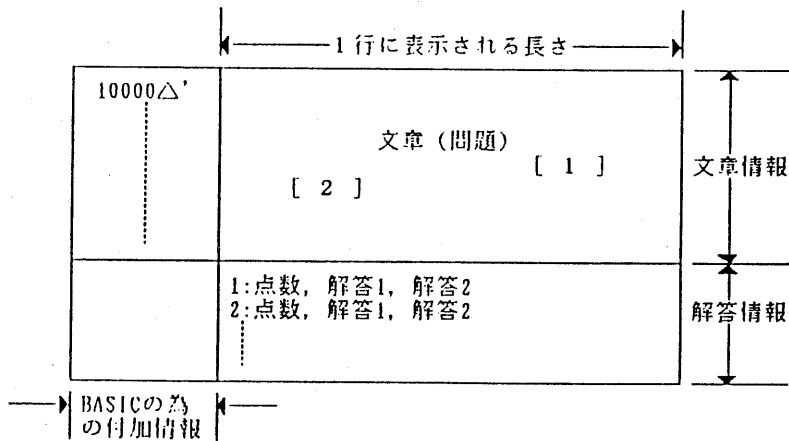 1行に表示される長さ
10000△'
文章（問題）
[ 1 ]
[ 2 ]
文章情報
1:点数, 解答1, 解答2
2:点数, 解答1, 解答2
解答情報
BASICの為
の付加情報